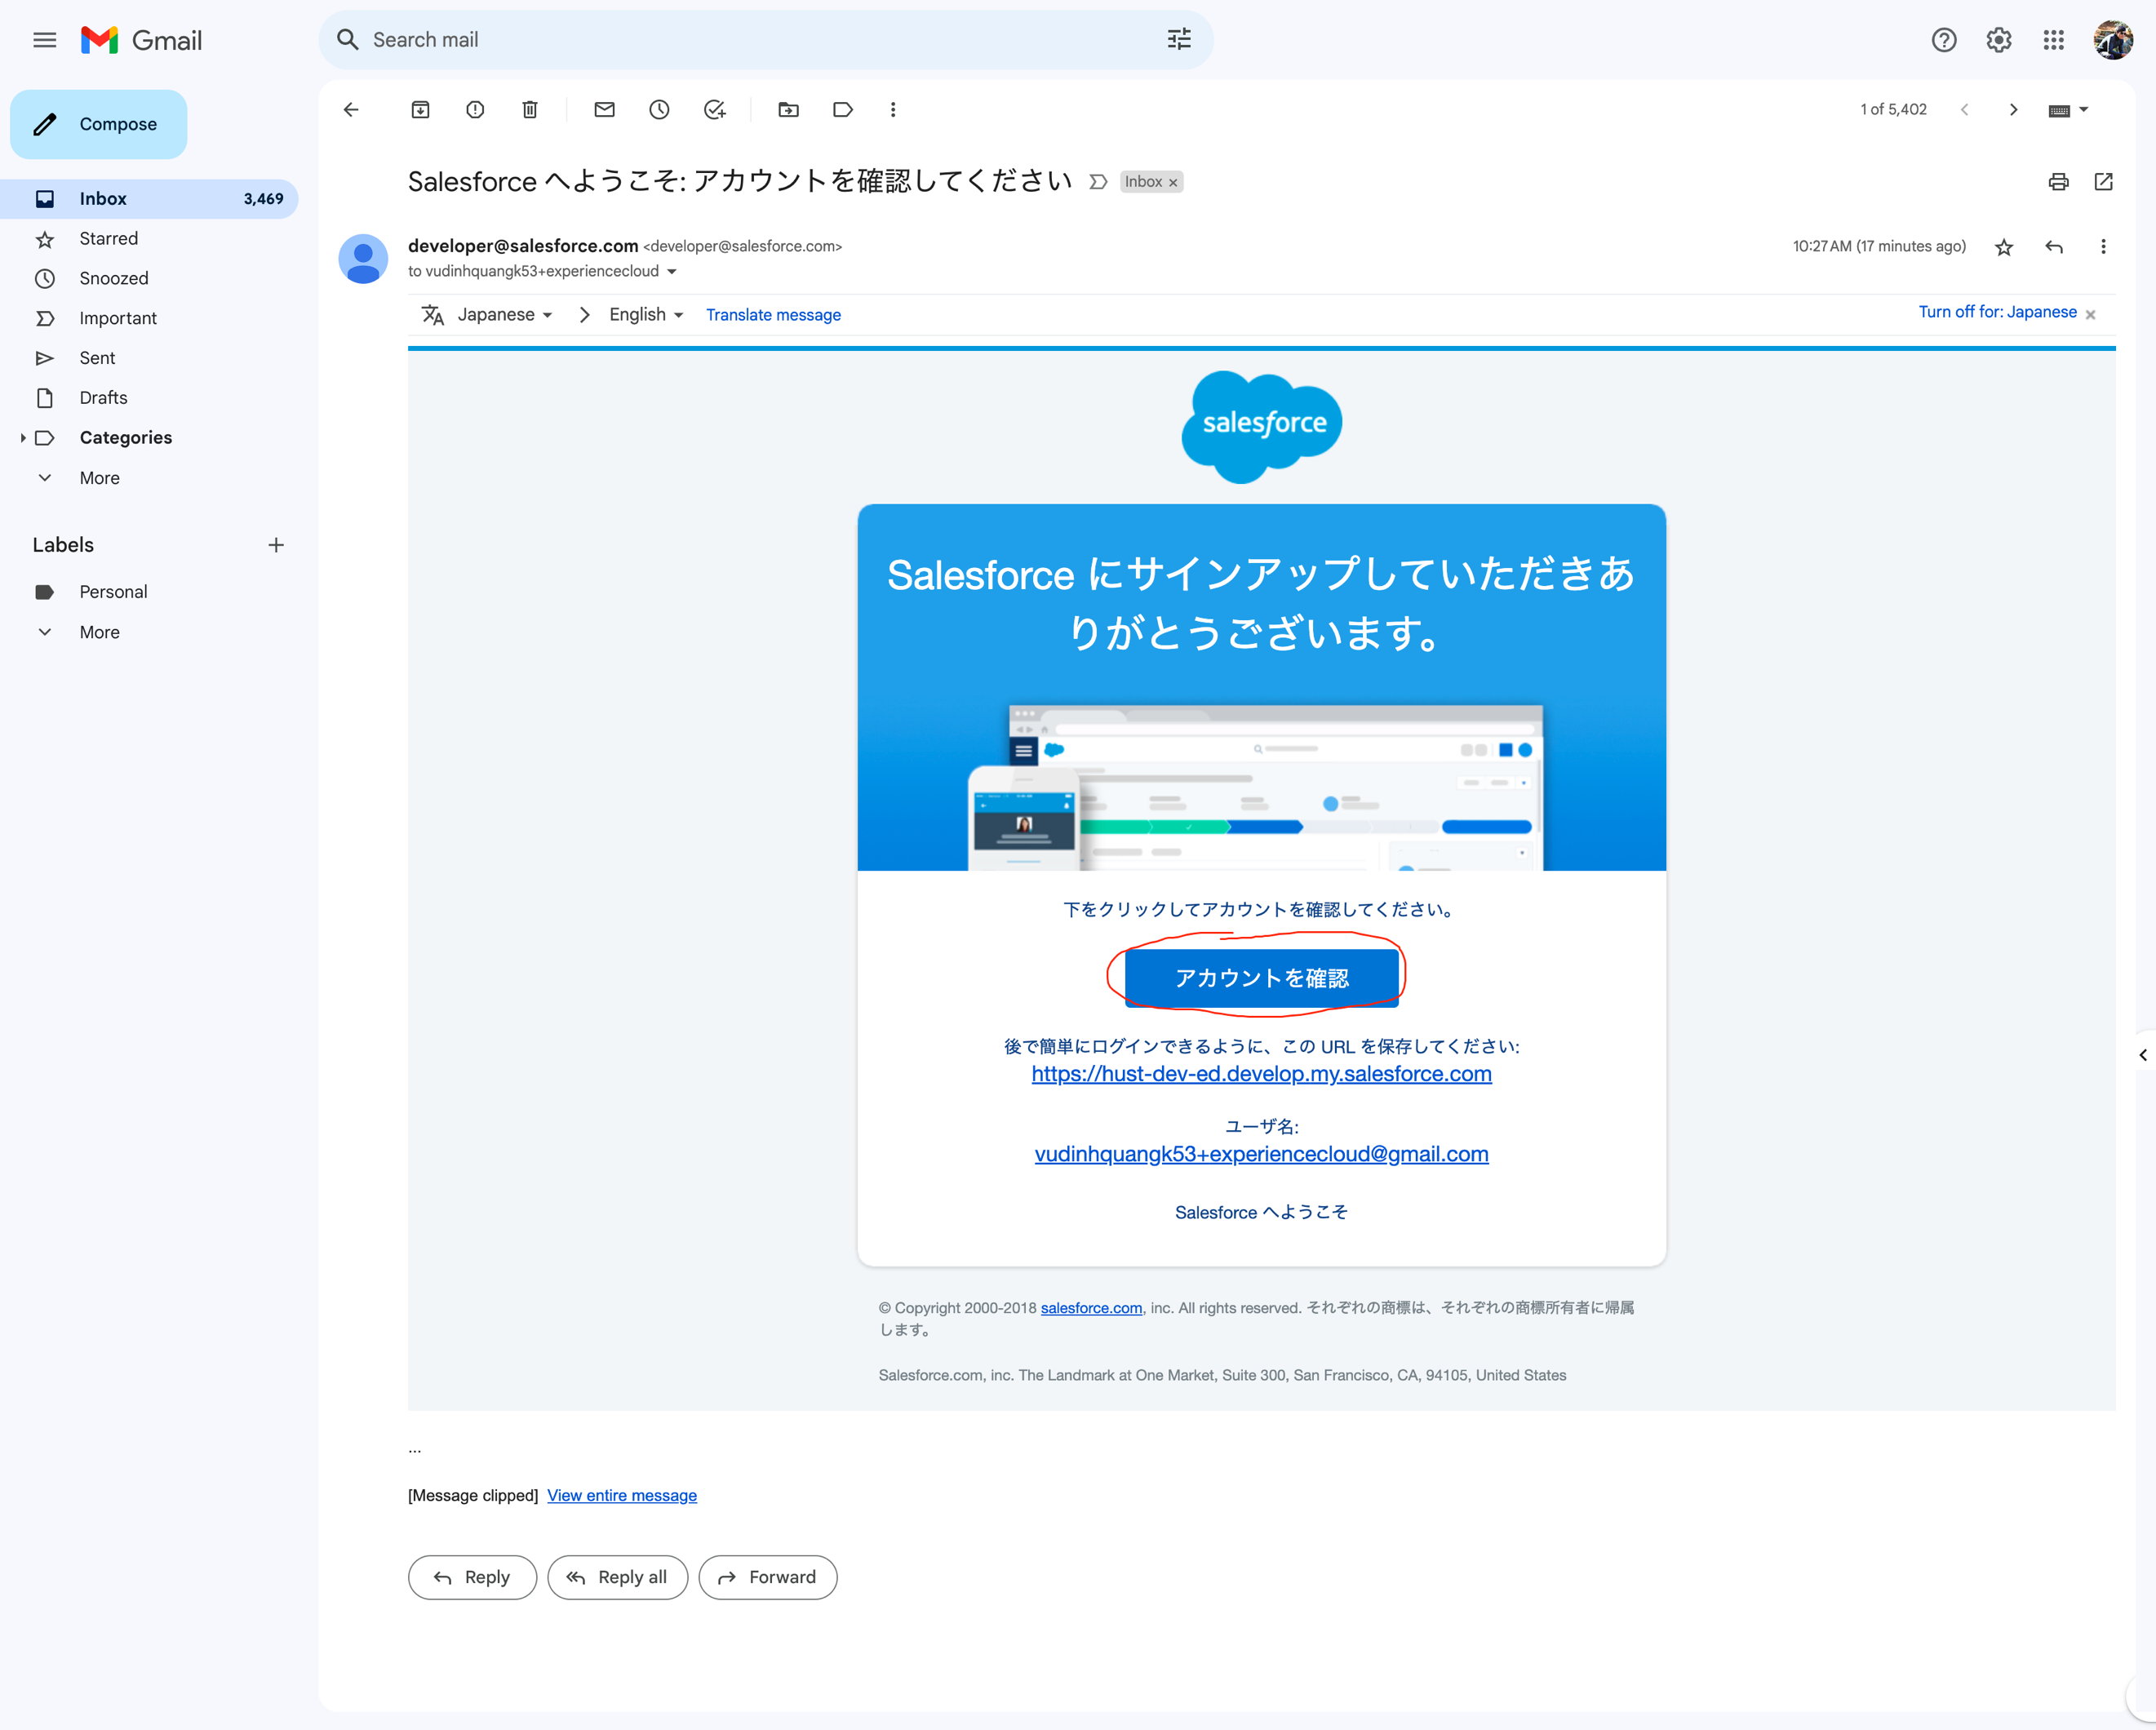 Gmail
Search mail
Compose
Inbox 3,469
Starred
Snoozed
Important
Sent
Drafts
Categories
More
Labels
Personal
More
1 of 5,402
Salesforce へようこそ: アカウントを確認してください
Inbox
developer@salesforce.com <developer@salesforce.com>
10:27 AM (17 minutes ago)
to vudinhquangk53+experiencecloud
Japanese English Translate message
Turn off for: Japanese
salesforce
Salesforce にサインアップしていただきあ
りがとうございます。
下をクリックしてアカウントを確認してください。
アカウントを確認
後で簡単にログインできるように、この URL を保存してください:
https://hust-dev-ed.develop.my.salesforce.com
ユーザ名:
vudinhquangk53+experiencecloud@gmail.com
Salesforce へようこそ
© Copyright 2000-2018 salesforce.com, inc. All rights reserved. それぞれの商標は、それぞれの商標所有者に帰属
します。
Salesforce.com, inc. The Landmark at One Market, Suite 300, San Francisco, CA, 94105, United States
...
[Message clipped] View entire message
Reply
Reply all
Forward